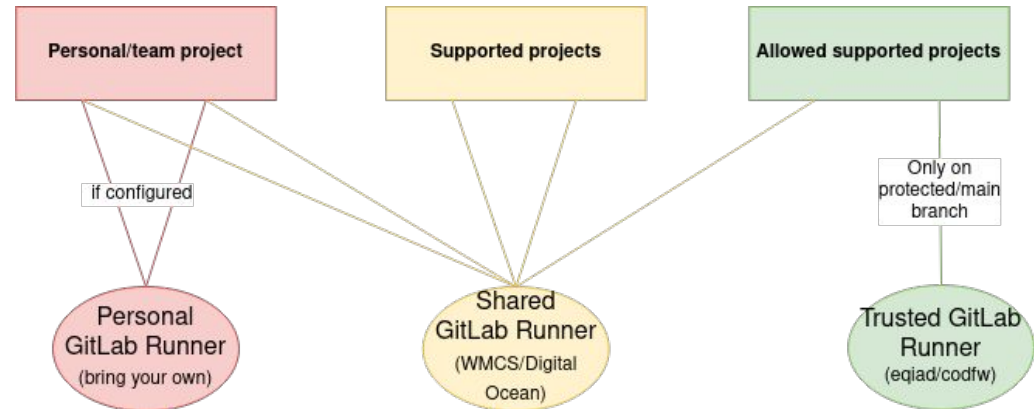 Personal/team project
Supported projects
Allowed supported projects
if configured
Only on
protected/main
branch
Personal
GitLab Runner
(bring your own)
Shared
GitLab Runner
(WMCS/Digital
Ocean)
Trusted GitLab
Runner
(eqiad/codfw)